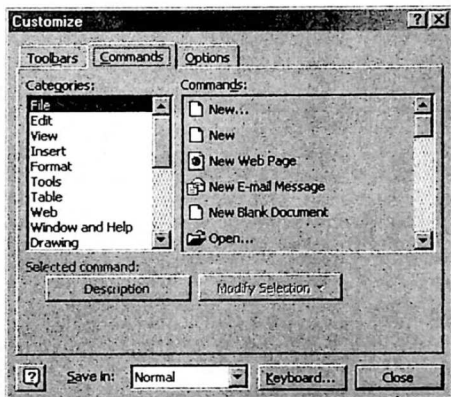 Customize
Toolbars Commands Options
Categories: Commands:
File
Edit
View
Insert
Format
Tools
Table
Web
Window and Help
Drawing
New...
New
New Web Page
New E-mail Message
New Blank Document
Open...
Selected command:
Description Modify Selection
Save in: Normal Keyboard... Close